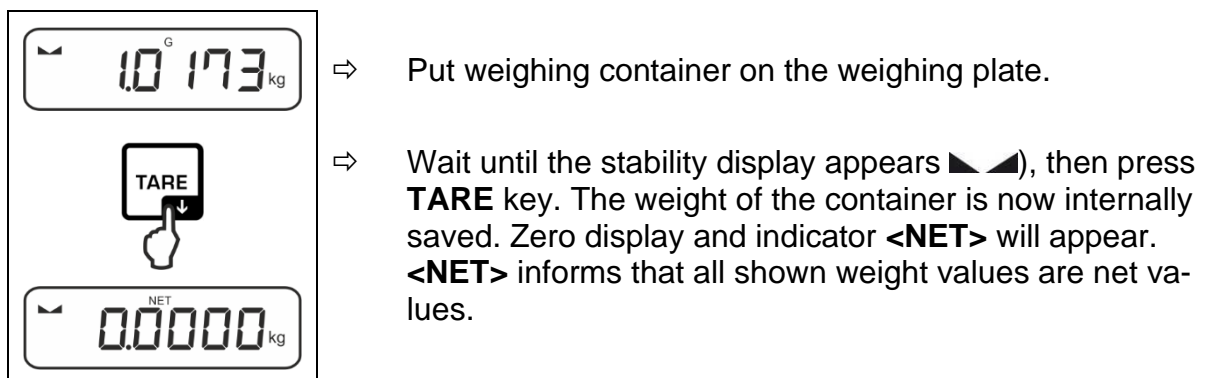 G
1.0173 kg
⇨ Put weighing container on the weighing plate.
TARE
⇨ Wait until the stability display appears ), then press
TARE key. The weight of the container is now internally
saved. Zero display and indicator <NET> will appear.
<NET> informs that all shown weight values are net va-
lues.
NET
0.0000 kg